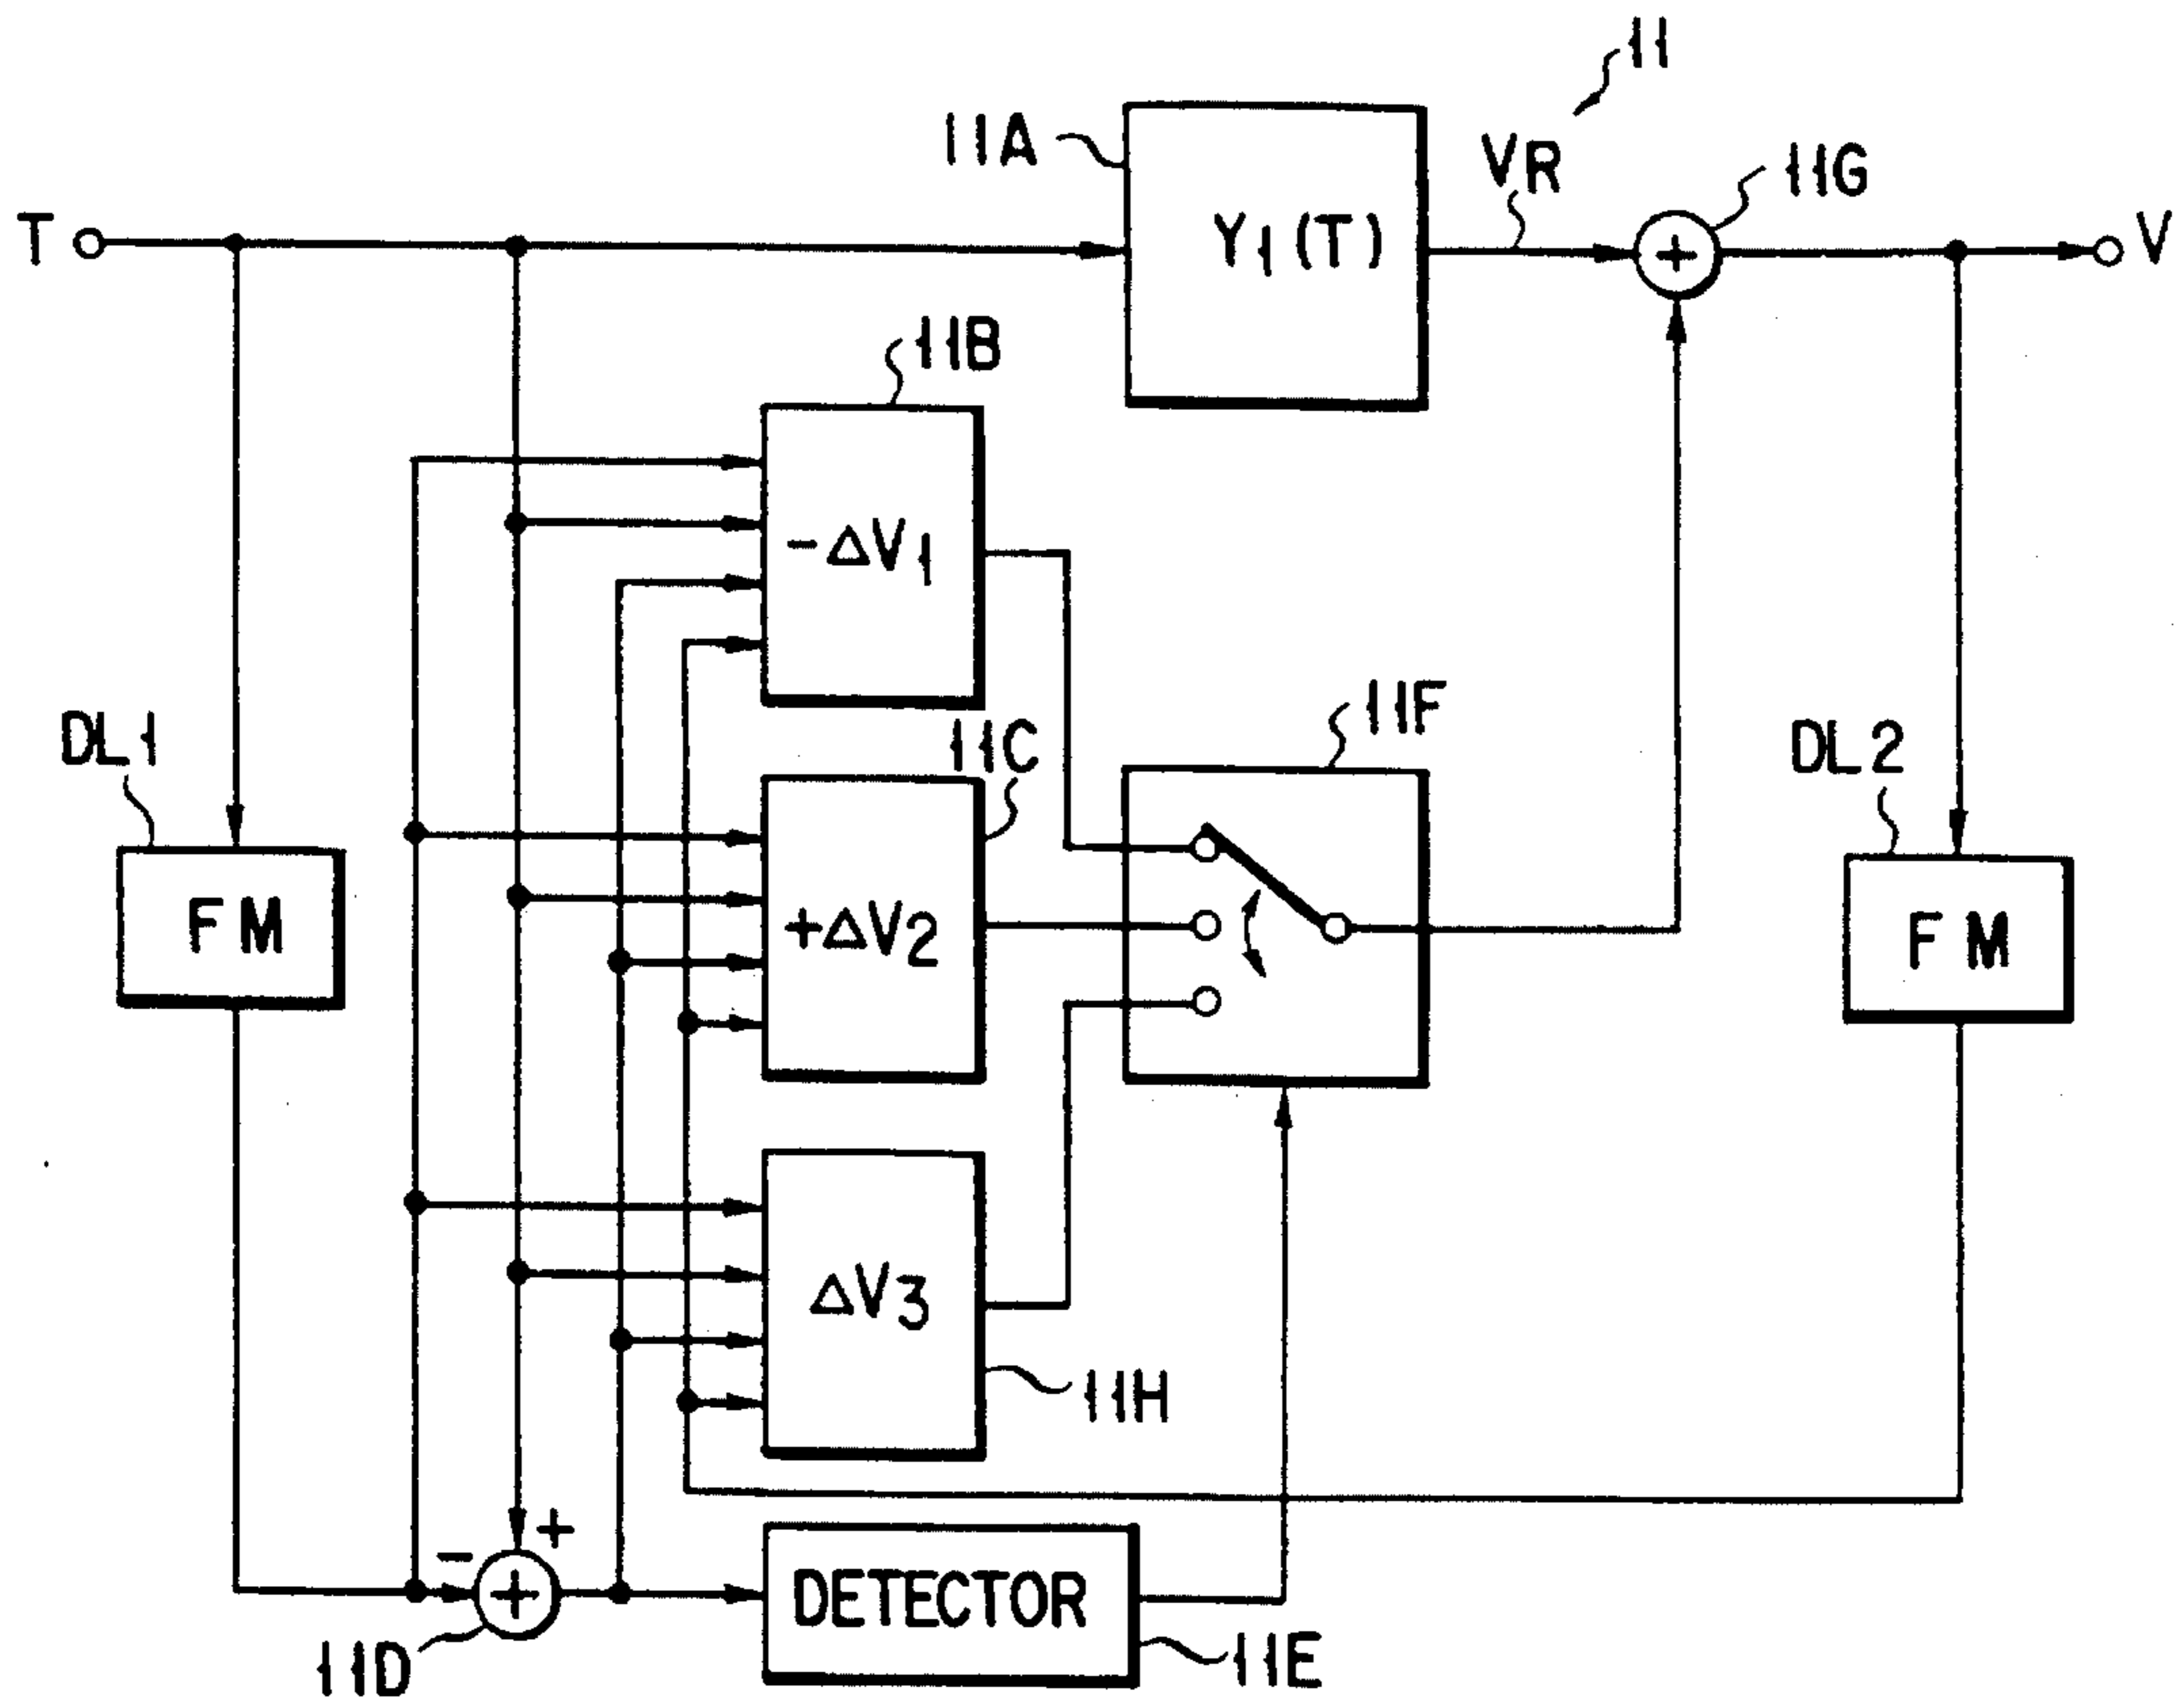 11
11A
VR
11G
T
Y1(T)
+
V
11B
-ΔV1
DL1
11C
11F
DL2
FM
+ΔV2
FM
ΔV3
11H
+
-
+
DETECTOR
11D
11E